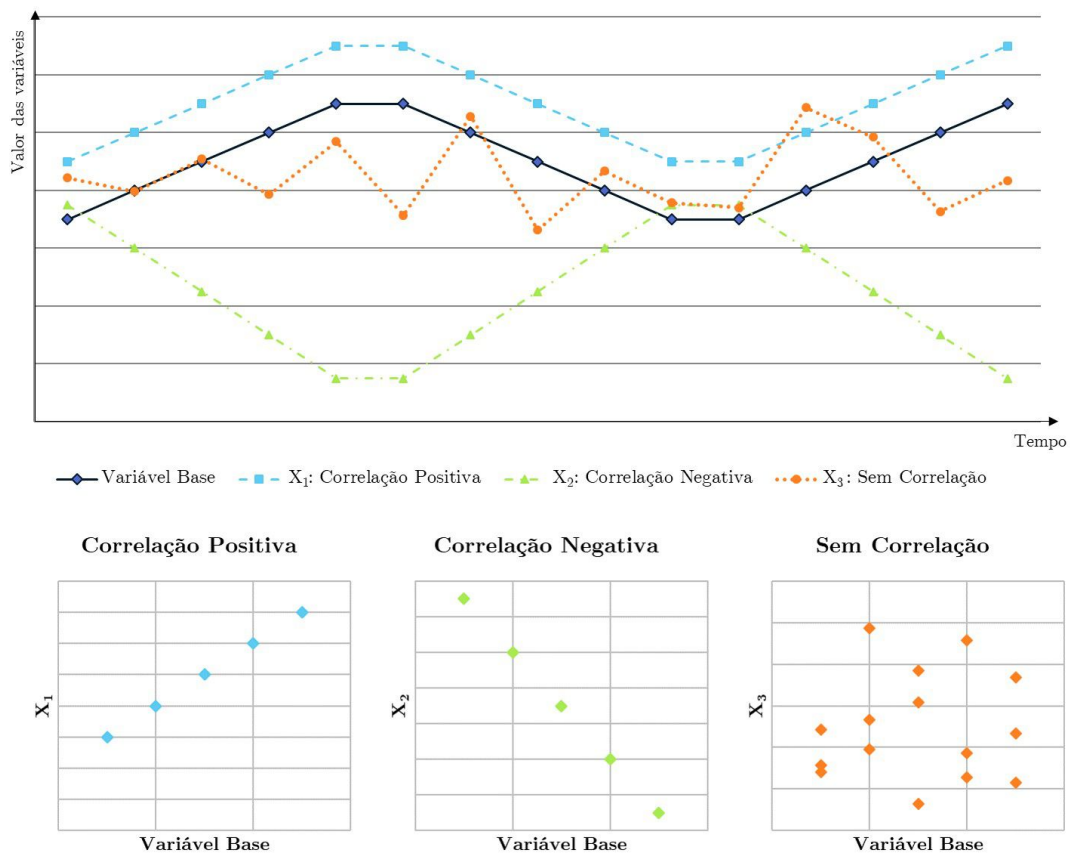 Valor das variáveis
Tempo
Variável Base
X₁: Correlação Positiva
X₂: Correlação Negativa
X₃: Sem Correlação
Correlação Positiva
Correlação Negativa
Sem Correlação
X₁
X₂
X₃
Variável Base
Variável Base
Variável Base